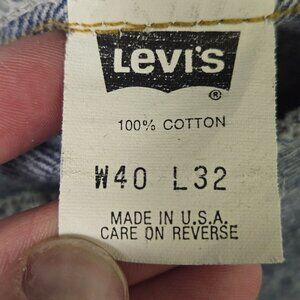 Levi's
®
100% COTTON
W40 L32
MADE IN U.S.A.
CARE ON REVERSE